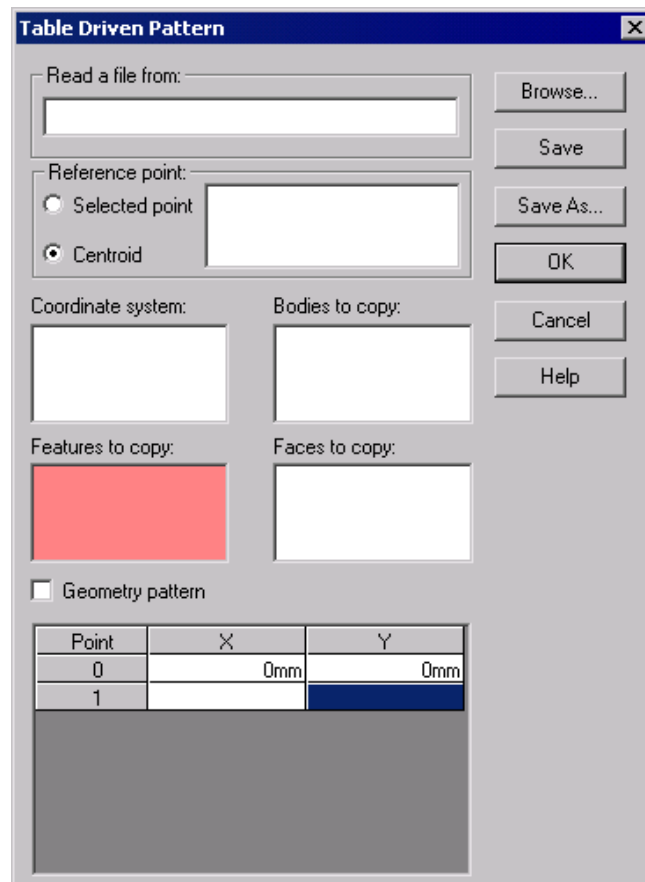 Table Driven Pattern
Read a file from:
Browse...
Save
Reference point:
Selected point
Save As...
Centroid
OK
Coordinate system: Bodies to copy:
Cancel
Help
Features to copy: Faces to copy:
Geometry pattern
Point X Y
0 0mm 0mm
1